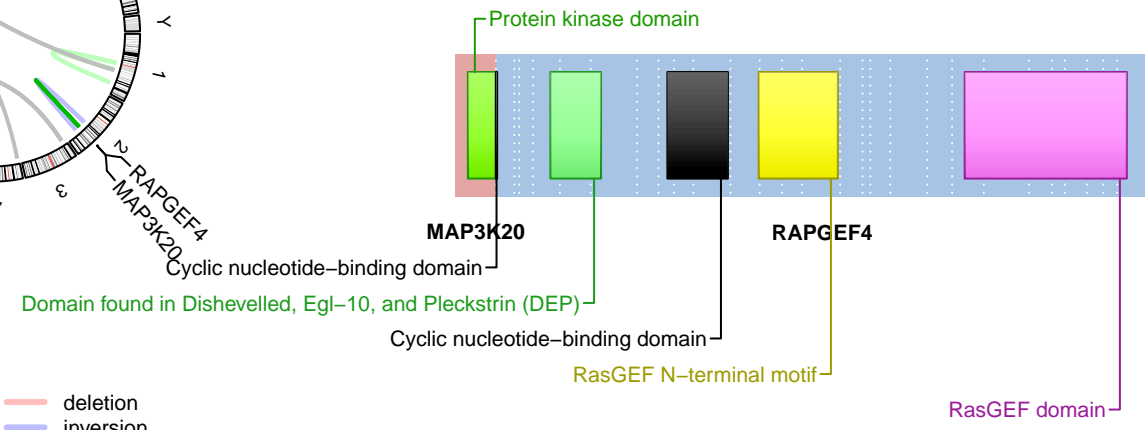 Protein kinase domain
Y
1
2
3
RAPGEF4
MAP3K20
MAP3K20
RAPGEF4
Cyclic nucleotide−binding domain
Domain found in Dishevelled, Egl−10, and Pleckstrin (DEP)
Cyclic nucleotide−binding domain
RasGEF N−terminal motif
RasGEF domain
deletion
inversion